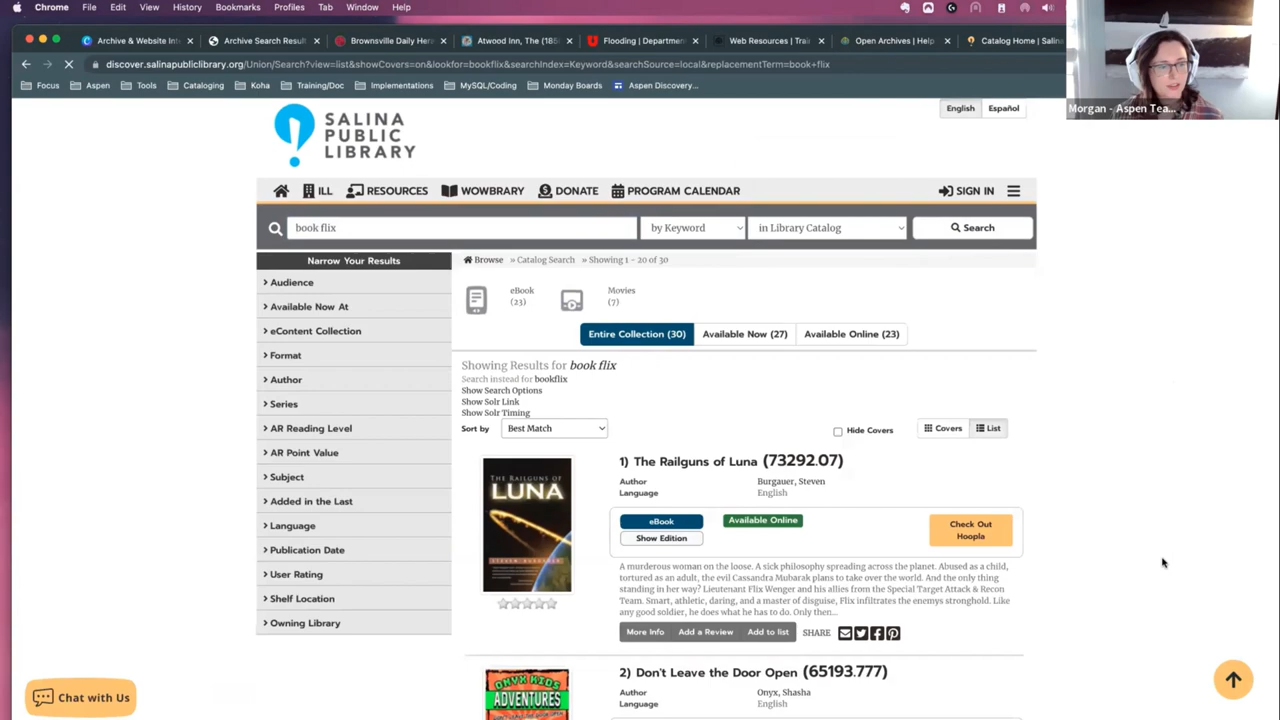 Chrome File Edit View History Bookmarks Profiles Tab Window Help
Archive & Website Int
Archive Search Result
Brownsville Daily Hera
Atwood Inn, The (185
Flooding | Department
Web Resources | Train
Open Archives | Help
Catalog Home | Salina
discover.salinapubliclibrary.org/Union/Search?view=list&showCovers=on&lookfor=bookflix&searchIndex=Keyword&searchSource=local&replacementTerm=book+flix
Focus Aspen Tools Cataloging Koha Training/Doc Implementations MySQL/Coding Monday Boards Aspen Discovery...
Morgan - Aspen Tea...
English Español
SALINA
PUBLIC
LIBRARY
ILL RESOURCES WOWBRARY DONATE PROGRAM CALENDAR SIGN IN
book flix by Keyword in Library Catalog Search
Narrow Your Results
Audience
Available Now At
eContent Collection
Format
Author
Series
AR Reading Level
AR Point Value
Subject
Added in the Last
Language
Publication Date
User Rating
Shelf Location
Owning Library
Browse » Catalog Search » Showing 1 - 20 of 30
eBook
(23)
Movies
(7)
Entire Collection (30) Available Now (27) Available Online (23)
Showing Results for book flix
Search instead for bookflix
Show Search Options
Show Solr Link
Show Solr Timing
Sort by Best Match Hide Covers Covers List
1) The Railguns of Luna (73292.07)
Author Burgauer, Steven
Language English
eBook Available Online Check Out
Hoopla
Show Edition
A murderous woman on the loose. A sick philosophy spreading across the planet. Abused as a child,
tortured as an adult, the evil Cassandra Mubarak plans to take over the world. And the only thing
standing in her way? Lieutenant Flix Wenger and his allies from the Special Target Attack & Recon
Team. Smart, athletic, daring, and a master of disguise, Flix infiltrates the enemys stronghold. Like
any good soldier, he does what he has to do. Only then...
More Info Add a Review Add to list SHARE
2) Don't Leave the Door Open (65193.777)
Author Onyx, Shasha
Language English
THE RAILGUNS OF
LUNA
STEVEN BURGAUER
ONYX KIDS
ADVENTURES
Chat with Us